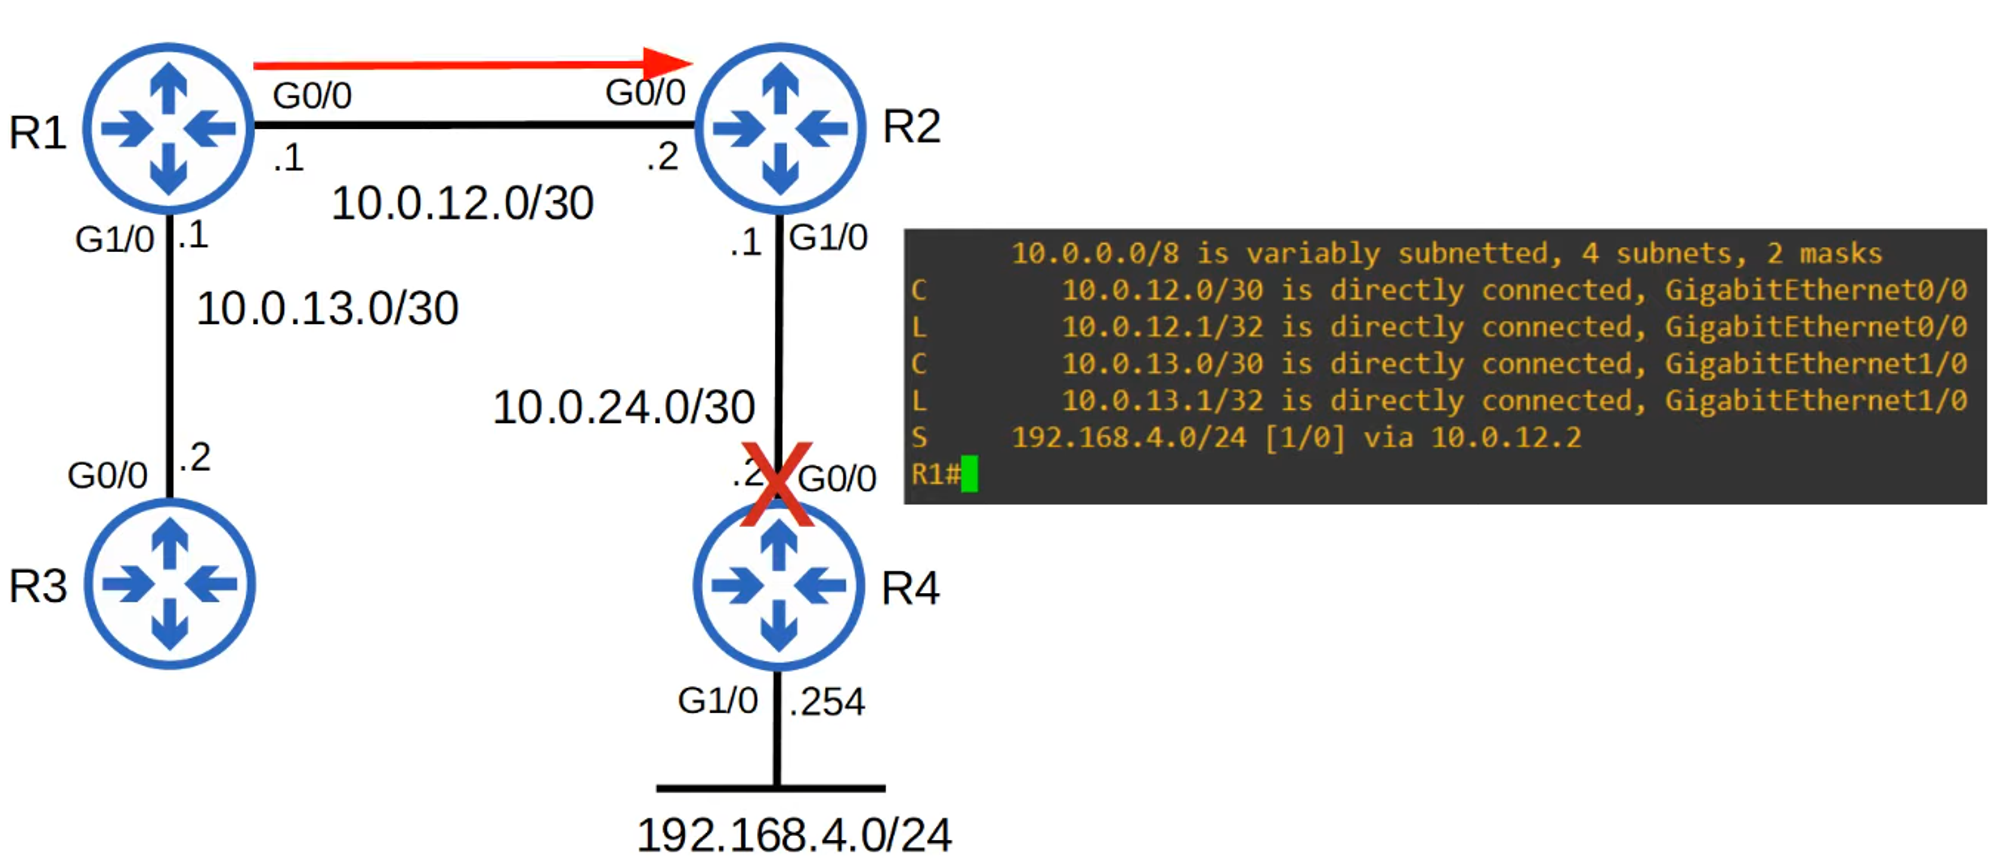 G0/0
G0/0
R1
R2
.1
.2
10.0.12.0/30
G1/0
.1
.1
G1/0
10.0.13.0/30
10.0.24.0/30
10.0.0.0/8 is variably subnetted, 4 subnets, 2 masks
C 10.0.12.0/30 is directly connected, GigabitEthernet0/0
L 10.0.12.1/32 is directly connected, GigabitEthernet0/0
C 10.0.13.0/30 is directly connected, GigabitEthernet1/0
L 10.0.13.1/32 is directly connected, GigabitEthernet1/0
S 192.168.4.0/24 [1/0] via 10.0.12.2
R1#
G0/0
.2
.2
X
G0/0
R3
R4
G1/0
.254
192.168.4.0/24